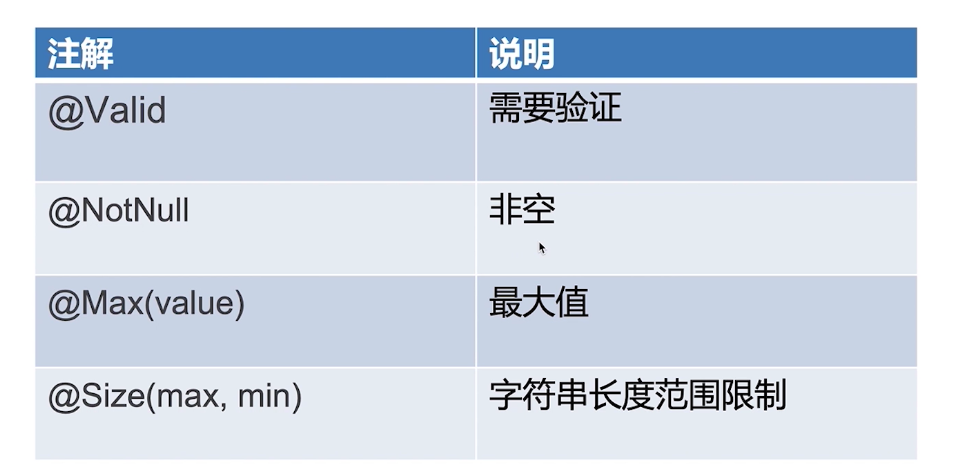 注解 说明
@Valid 需要验证
@NotNull 非空
@Max(value) 最大值
@Size(max, min) 字符串长度范围限制